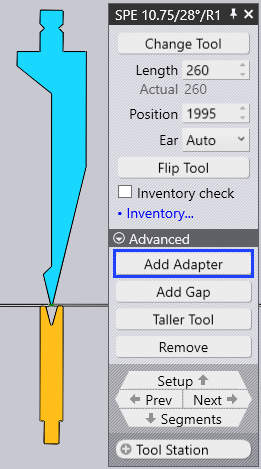 SPE 10.75/28°/R1
Change Tool
Length 260
Actual 260
Position 1995
Ear Auto
Flip Tool
Inventory check
• Inventory...
Advanced
Add Adapter
Add Gap
Taller Tool
Remove
Setup
Prev Next
Segments
Tool Station